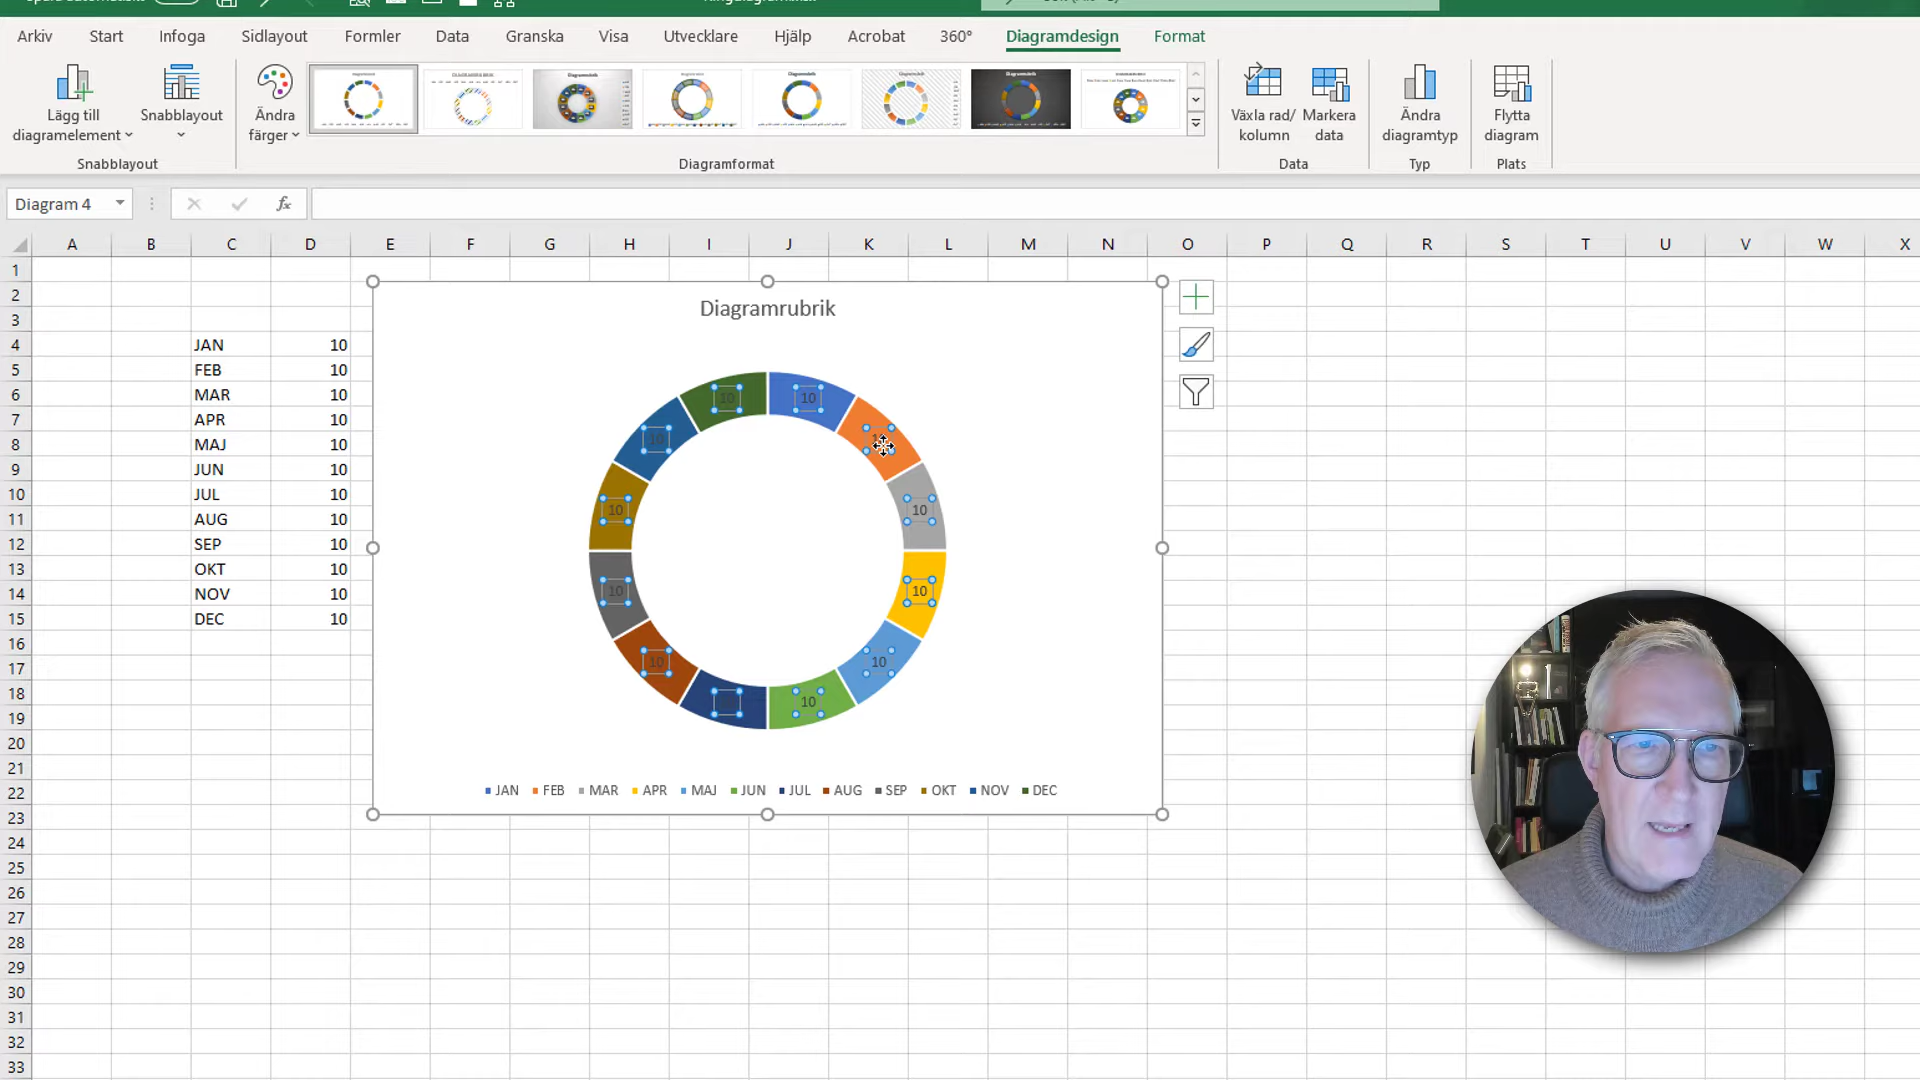 Arkiv Start Infoga Sidlayout Formler Data Granska Visa Utvecklare Hjälp Acrobat 360° Diagramdesign Format
Lägg till diagramelement
Snabblayout
Ändra färger
Växla rad/ kolumn
Markera data
Ändra diagramtyp
Flytta diagram
Snabblayout Diagramformat Data Typ Plats
Diagram 4 fx
A B C D E F G H I J K L M N O P Q R S T U V W X
1
2
3
4 JAN 10
5 FEB 10
6 MAR 10
7 APR 10
8 MAJ 10
9 JUN 10
10 JUL 10
11 AUG 10
12 SEP 10
13 OKT 10
14 NOV 10
15 DEC 10
16
17
18
19
20
21
22
23
24
25
26
27
28
29
30
31
32
33
Diagramrubrik
10 10
10
10 10
10 10
10 10
10
JAN FEB MAR APR MAJ JUN JUL AUG SEP OKT NOV DEC